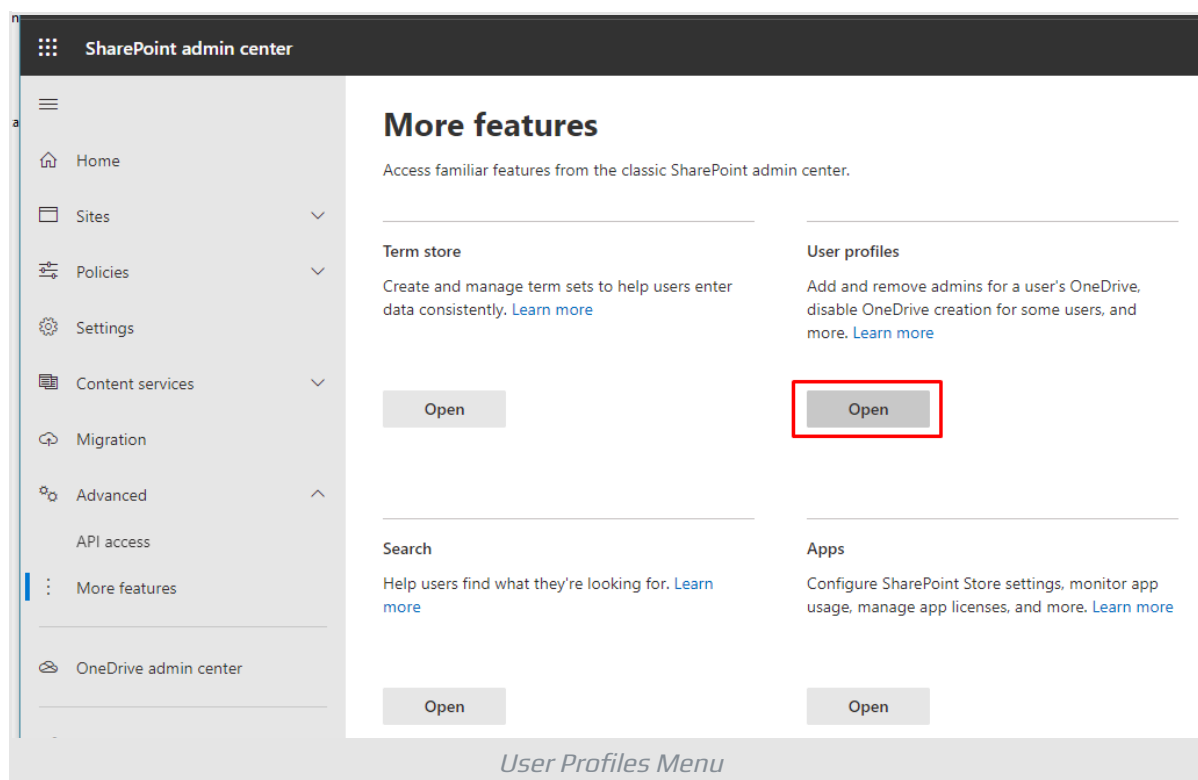 n
SharePoint admin center
a
Home
Sites
Policies
Settings
Content services
Migration
Advanced
API access
More features
OneDrive admin center
More features
Access familiar features from the classic SharePoint admin center.
Term store
Create and manage term sets to help users enter
data consistently. Learn more
Open
User profiles
Add and remove admins for a user's OneDrive,
disable OneDrive creation for some users, and
more. Learn more
Open
Search
Help users find what they're looking for. Learn
more
Open
Apps
Configure SharePoint Store settings, monitor app
usage, manage app licenses, and more. Learn more
Open
User Profiles Menu